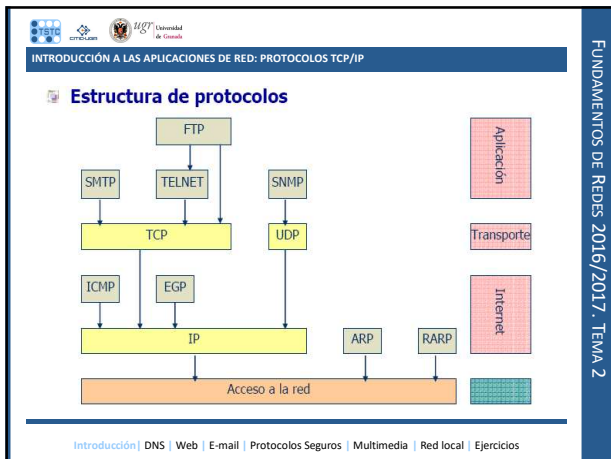 TSTC
CITIC-UGR
ugr
Universidad
de Granada
INTRODUCCIÓN A LAS APLICACIONES DE RED: PROTOCOLOS TCP/IP
Estructura de protocolos
FTP
SMTP
TELNET
SNMP
Aplicación
TCP
UDP
Transporte
ICMP
EGP
Internet
IP
ARP
RARP
Acceso a la red
Introducción| DNS | Web | E-mail | Protocolos Seguros | Multimedia | Red local | Ejercicios
FUNDAMENTOS DE REDES 2016/2017. TEMA 2